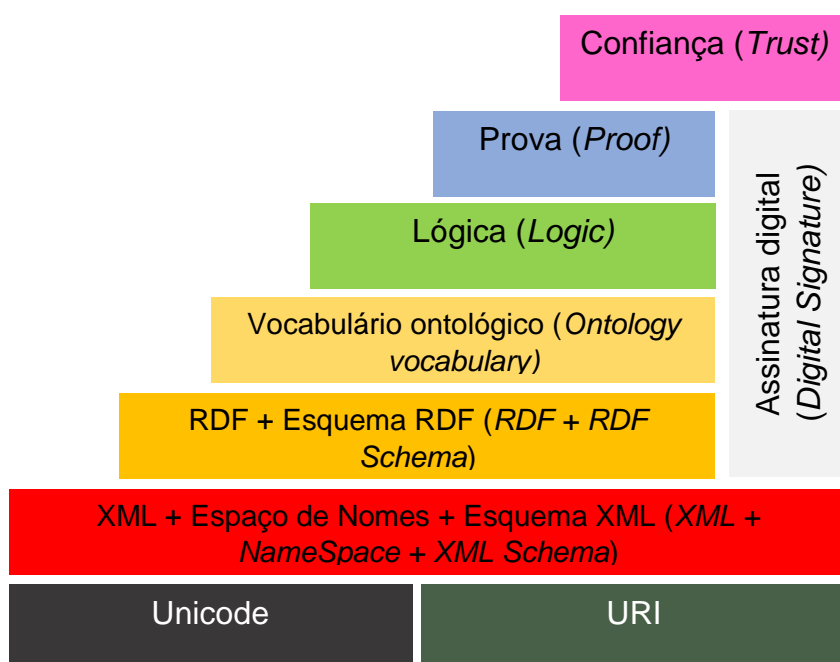 Confiança (Trust)
Prova (Proof)
Lógica (Logic)
Vocabulário ontológico (Ontology
vocabulary)
RDF + Esquema RDF (RDF + RDF
Schema)
Assinatura digital
(Digital Signature)
XML + Espaço de Nomes + Esquema XML (XML +
NameSpace + XML Schema)
Unicode
URI